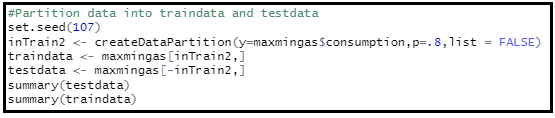 #Partition data into traindata and testdata
set.seed(107)
inTrain2 <- createDataPartition(y=maxmingas$consumption,p=.8,list = FALSE)
traindata <- maxmingas[inTrain2,]
testdata <- maxmingas[-inTrain2,]
summary(testdata)
summary(traindata)